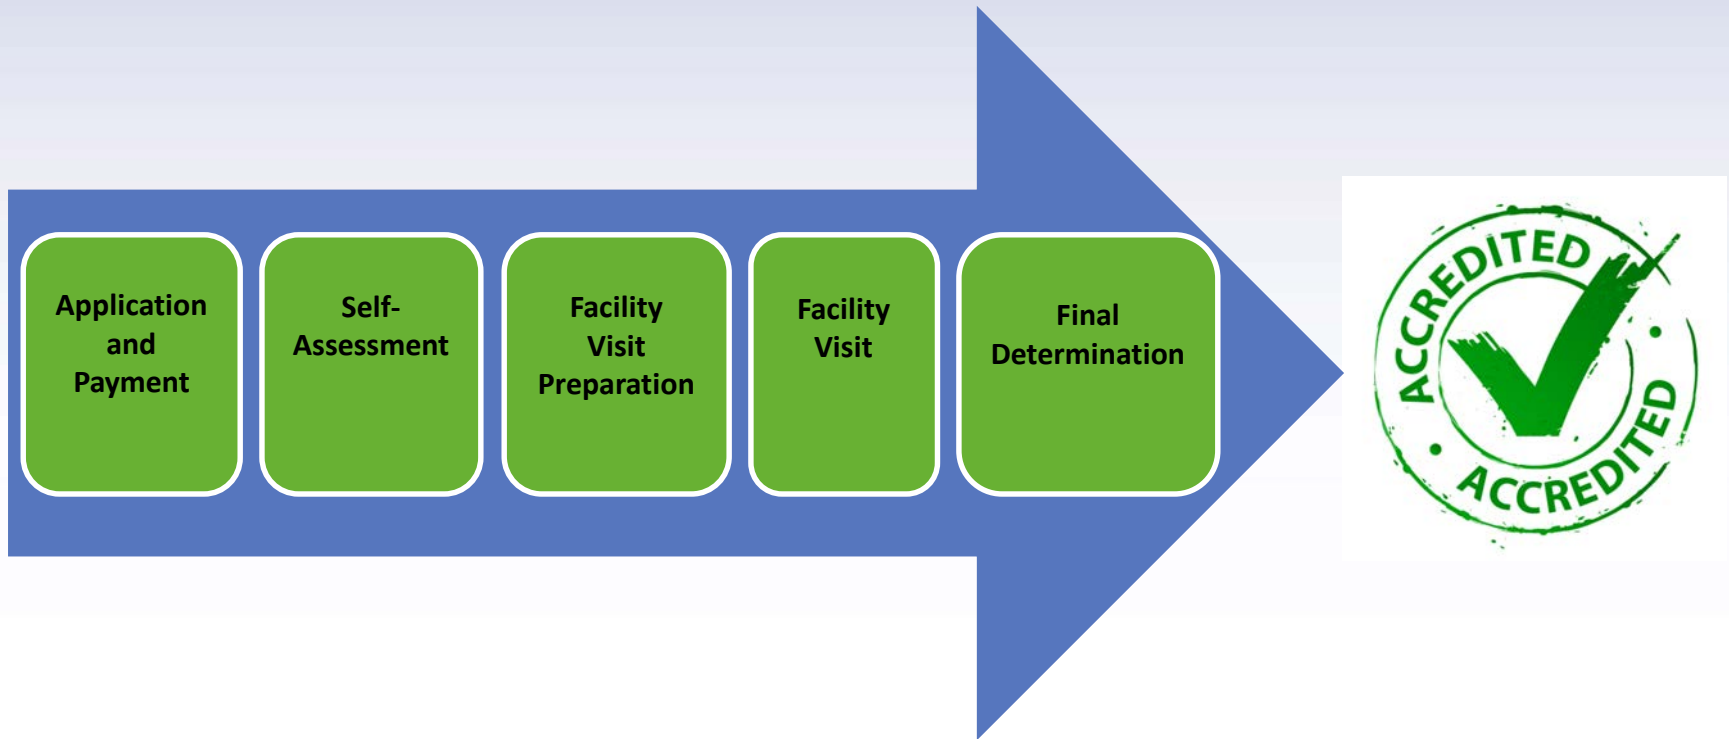 Application
and
Payment
Self-
Assessment
Facility
Visit
Preparation
Facility
Visit
Final
Determination
ACCREDITED
ACCREDITED